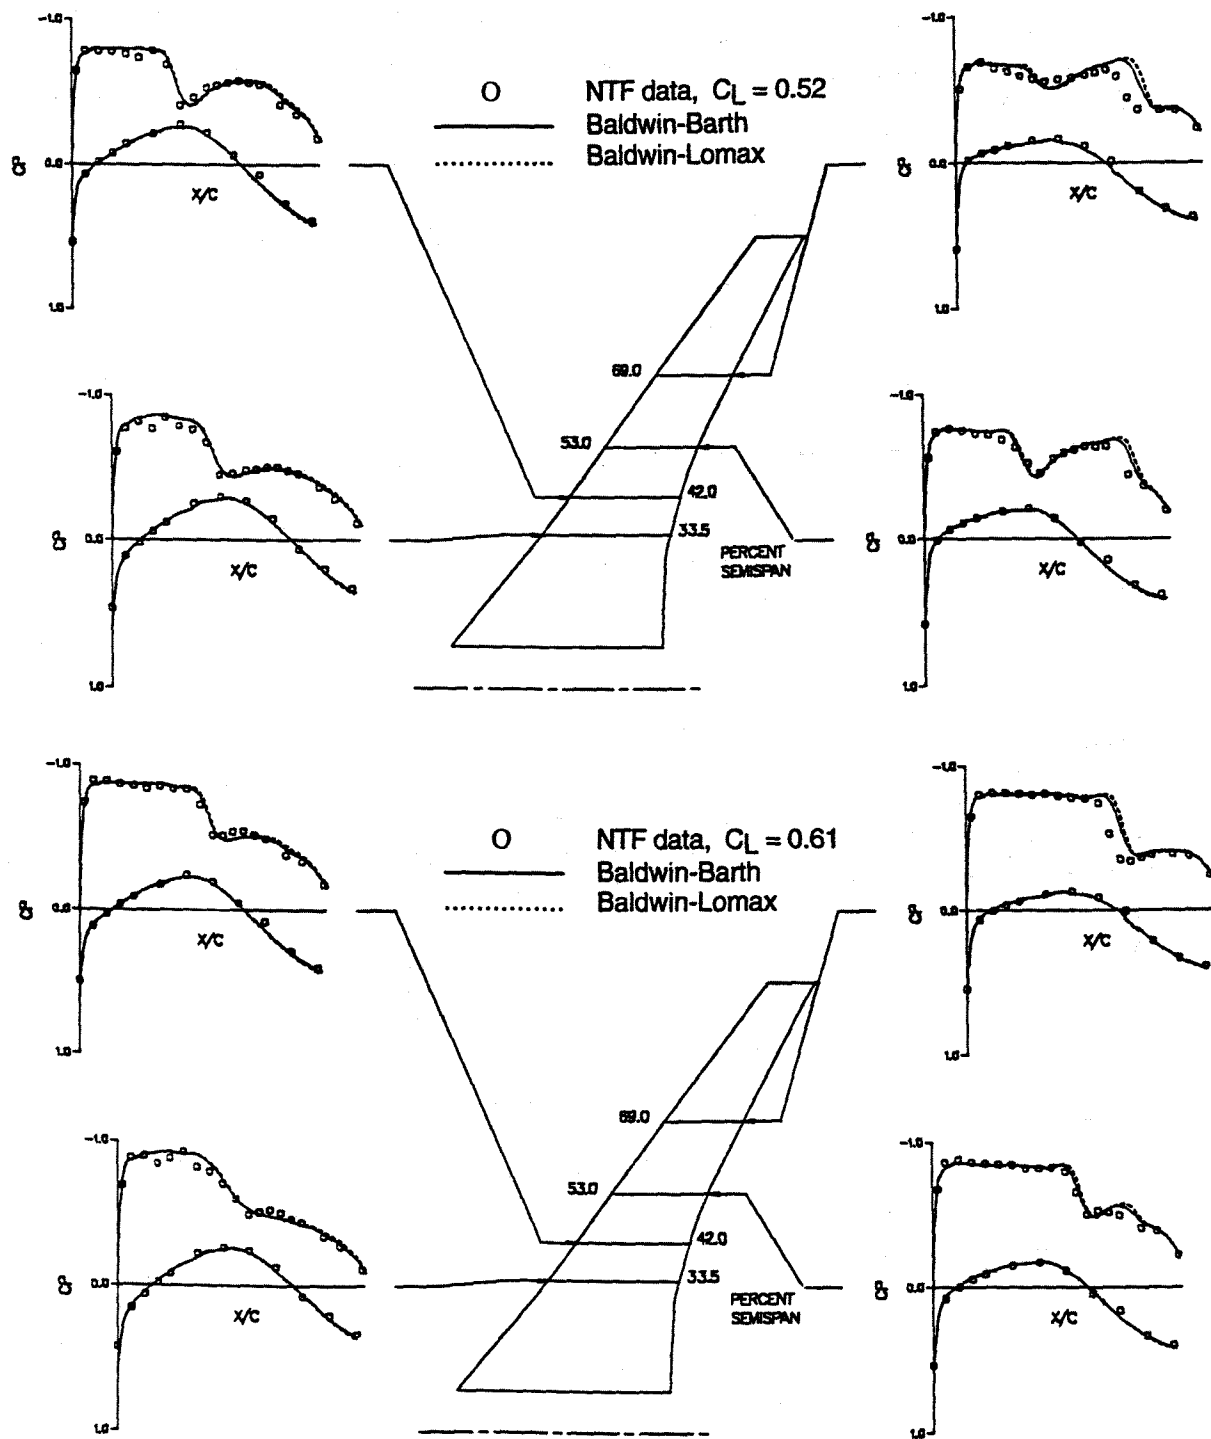 -1.0
0.0
CP
X/C
1.0
O NTF data, CL = 0.52
Baldwin-Barth
Baldwin-Lomax
-1.0
0.0
CP
X/C
1.0
-1.0
0.0
CP
X/C
1.0
69.0
53.0
42.0
33.5
PERCENT
SEMISPAN
-1.0
0.0
CP
X/C
1.0
-1.0
0.0
CP
X/C
1.0
O NTF data, CL = 0.61
Baldwin-Barth
Baldwin-Lomax
-1.0
0.0
CP
X/C
1.0
-1.0
0.0
CP
X/C
1.0
69.0
53.0
42.0
33.5
PERCENT
SEMISPAN
-1.0
0.0
CP
X/C
1.0